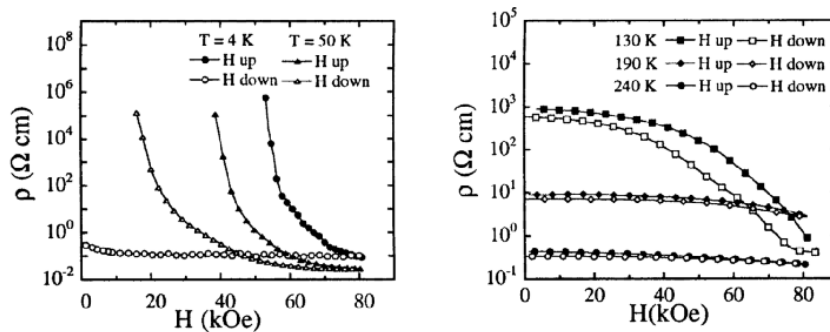 10^8
10^6
10^4
10^2
10^0
10^-2
ρ (Ω cm)
T = 4 K T = 50 K
H up H up
H down H down
0 20 40 60 80
H (kOe)
10^5
10^4
10^3
10^2
10^1
10^0
10^-1
ρ (Ω cm)
130 K H up H down
190 K H up H down
240 K H up H down
0 20 40 60 80
H(kOe)